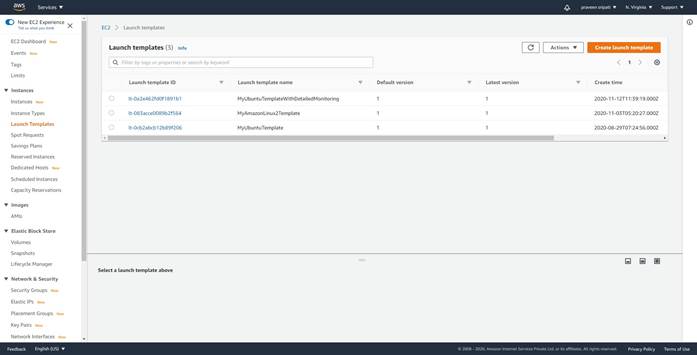 aws Services praveen sripati N. Virginia Support
New EC2 Experience
Tell us what you think
EC2 Dashboard New
Events New
Tags
Limits
Instances
Instances New
Instance Types
Launch Templates
Spot Requests
Savings Plans
Reserved Instances
Dedicated Hosts New
Scheduled Instances
Capacity Reservations
Images
AMIs
Elastic Block Store
Volumes
Snapshots
Lifecycle Manager
Network & Security
Security Groups New
Elastic IPs New
Placement Groups New
Key Pairs New
Network Interfaces New
EC2 > Launch templates
Launch templates (3) Info Actions Create launch template
Filter by tags or properties or search by keyword 1
Launch template ID Launch template name Default version Latest version Create time
MyUbuntuTemplateWithDetailedMonitoring 1 1 2020-11-12T11:39:19.000Z
lt-083acce0089b2f564 MyAmazonLinux2Template 1 1 2020-11-03T05:20:27.000Z
lt-0cb2abcb12b89f206 MyUbuntuTemplate 1 1 2020-08-29T07:24:56.000Z
Select a launch template above
Feedback English (US) © 2008 - 2020, Amazon Internet Services Private Ltd. or its affiliates. All rights reserved. Privacy Policy Terms of Use